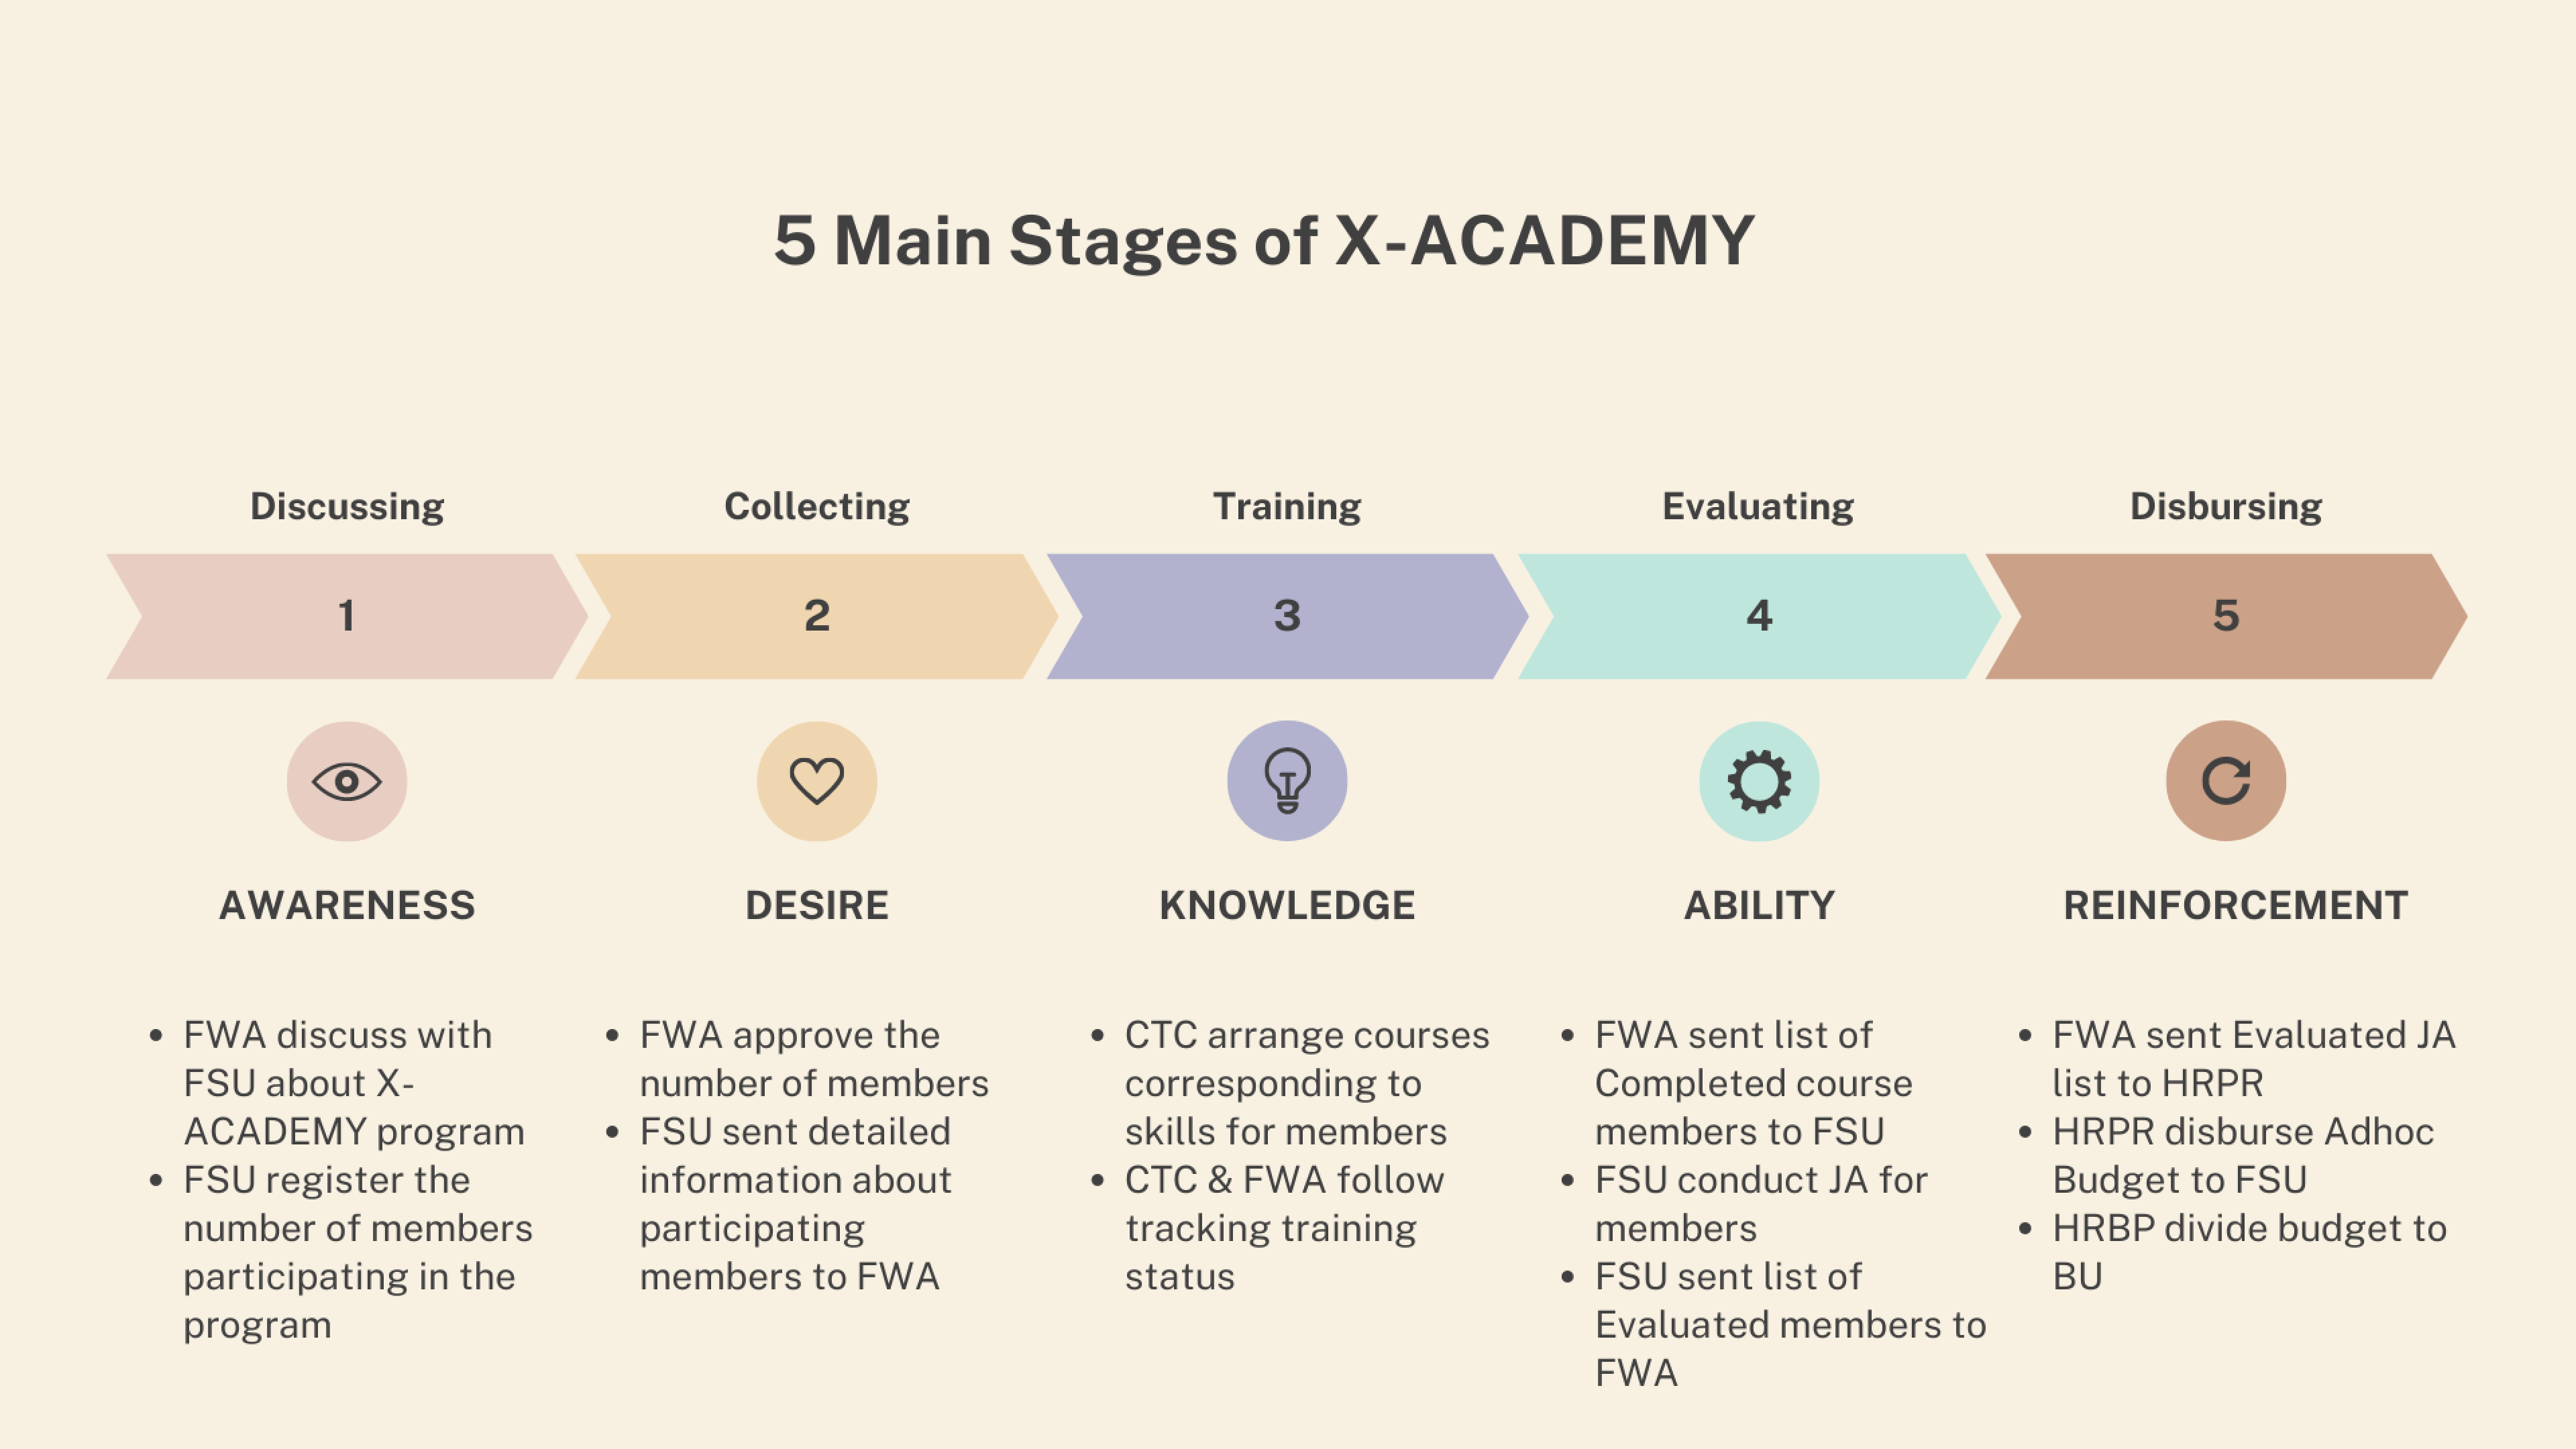 5 Main Stages of X-ACADEMY
Discussing
Collecting
Training
Evaluating
Disbursing
1
2
3
4
5
AWARENESS
DESIRE
KNOWLEDGE
ABILITY
REINFORCEMENT
• FWA discuss with
FSU about X-
ACADEMY program
• FSU register the
number of members
participating in the
program
• FWA approve the
number of members
• FSU sent detailed
information about
participating
members to FWA
• CTC arrange courses
corresponding to
skills for members
• CTC & FWA follow
tracking training
status
• FWA sent list of
Completed course
members to FSU
• FSU conduct JA for
members
• FSU sent list of
Evaluated members to
FWA
• FWA sent Evaluated JA
list to HRPR
• HRPR disburse Adhoc
Budget to FSU
• HRBP divide budget to
BU